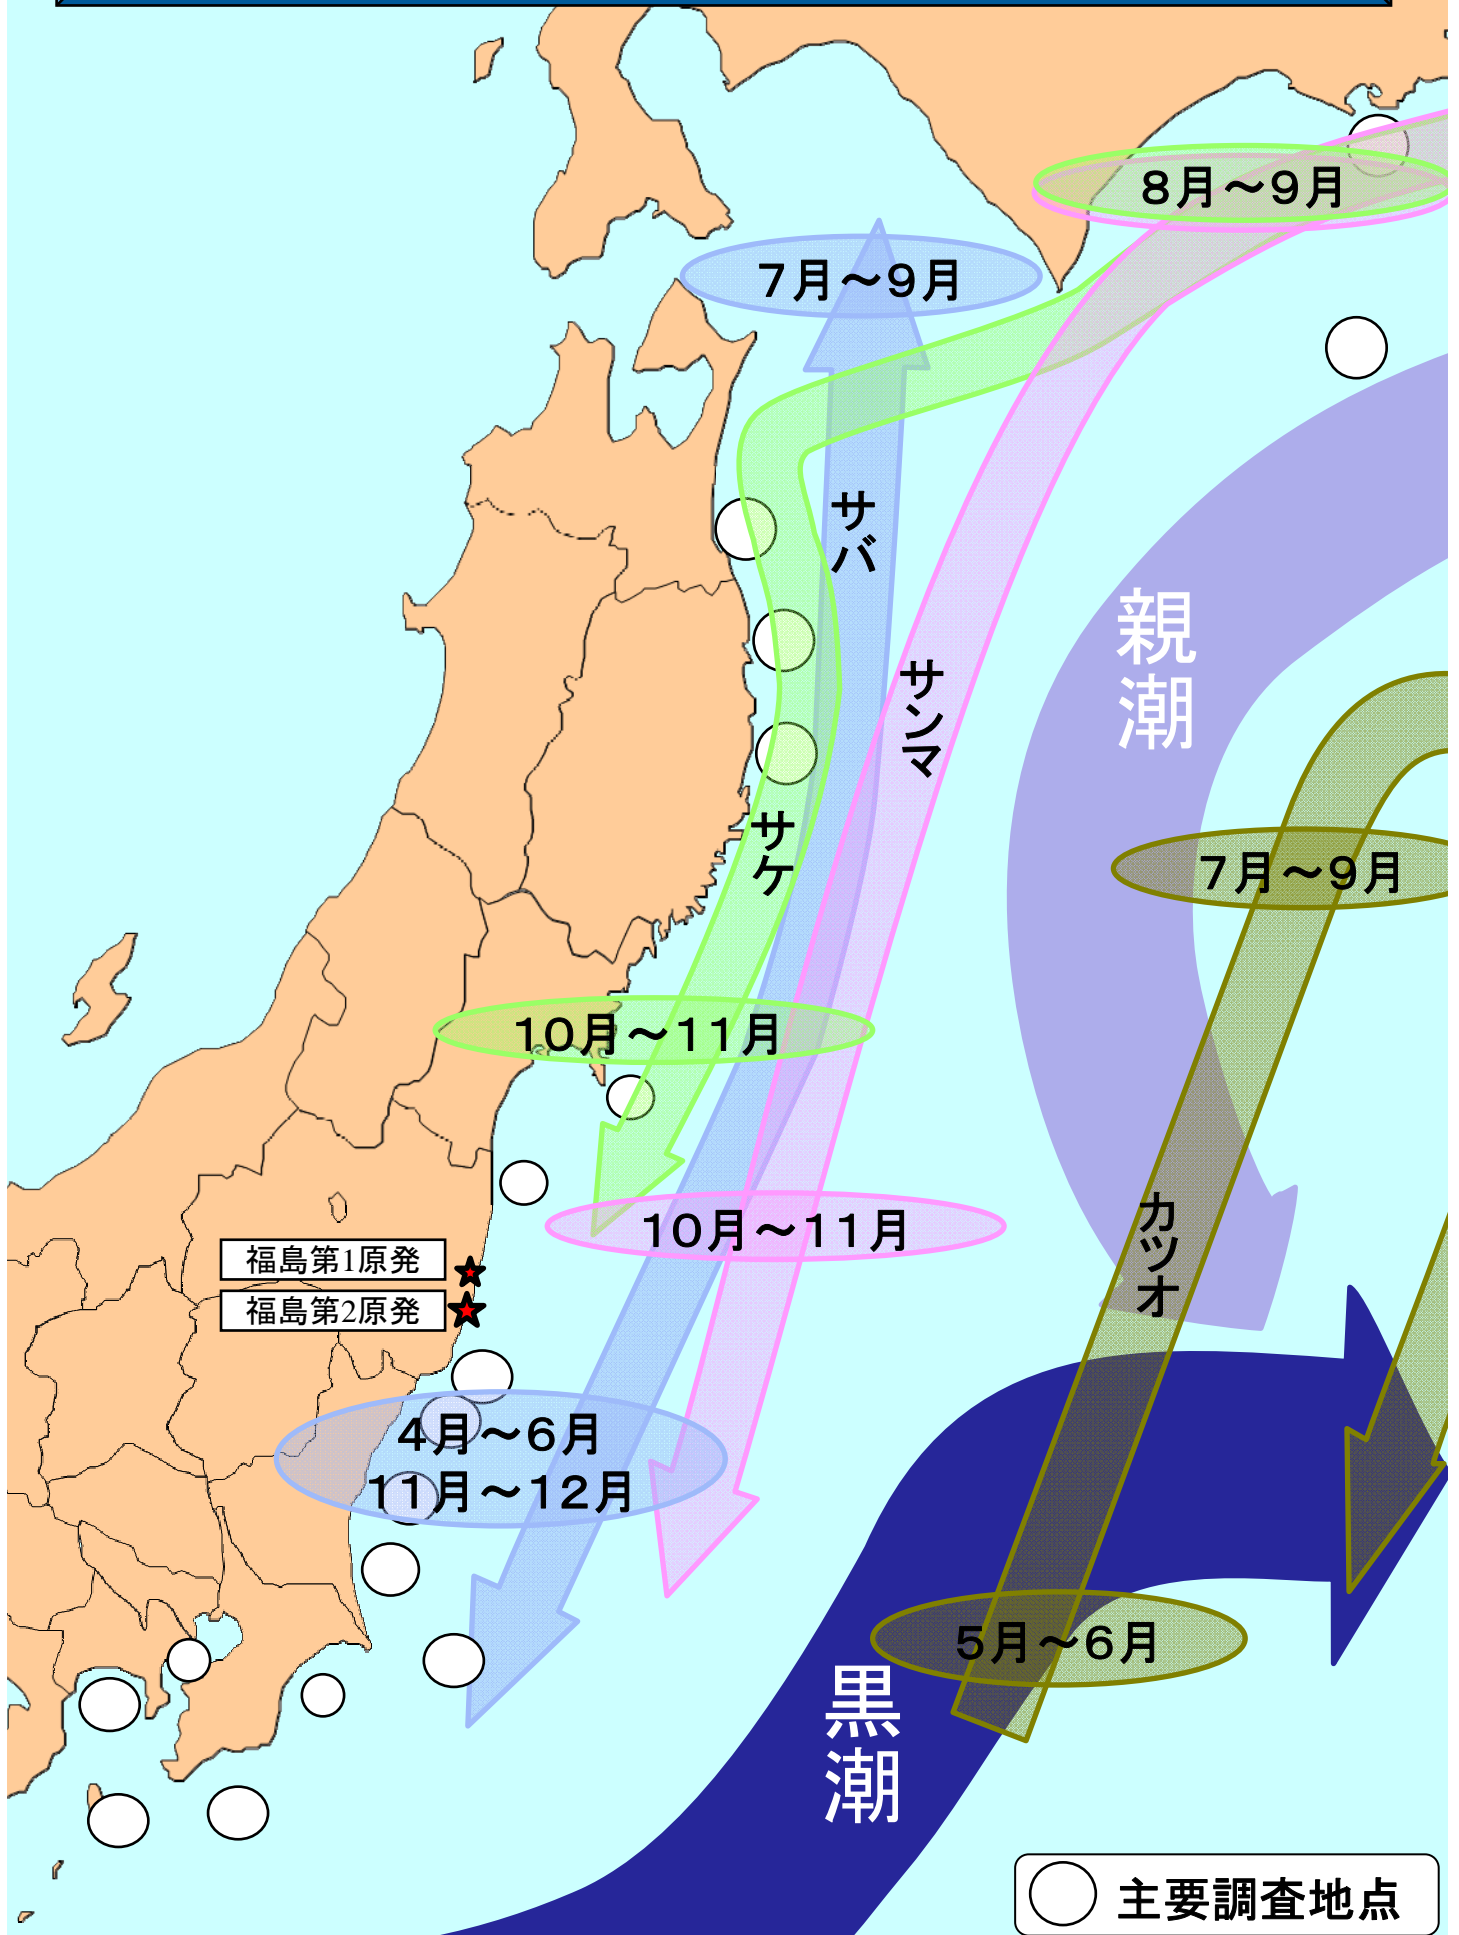 8月～9月
7月～9月
サバ
親潮
サンマ
サケ
7月～9月
10月～11月
カツオ
10月～11月
福島第1原発
福島第2原発
4月～6月
11月～12月
5月～6月
黒潮
主要調査地点